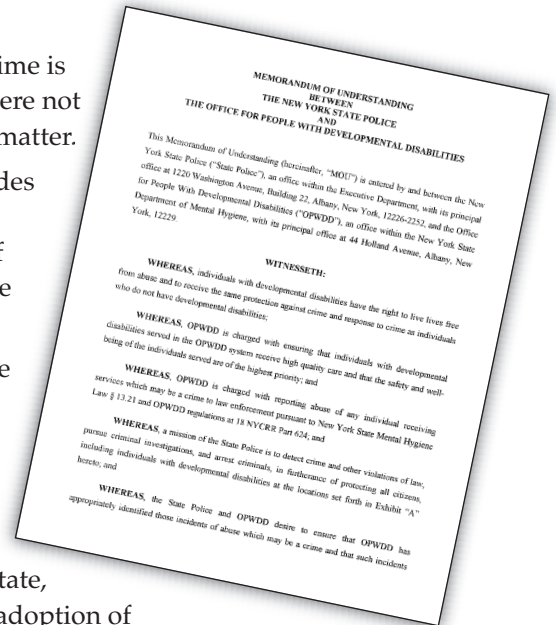 ime is
ere not
matter.
des
f
e
e
tate,
adoption of
MEMORANDUM OF UNDERSTANDING
BETWEEN
THE NEW YORK STATE POLICE
AND
THE OFFICE FOR PEOPLE WITH DEVELOPMENTAL DISABILITIES
This Memorandum of Understanding (hereinafter, "MOU") is entered by and between the New
York State Police ("State Police"), an office within the Executive Department, with its principal
office at 1220 Washington Avenue, Building 22, Albany, New York, 12226-2252, and the Office
for People With Developmental Disabilities ("OPWDD"), an office within the New York State
Department of Mental Hygiene, with its principal office at 44 Holland Avenue, Albany, New
York, 12229.
WITNESSETH:
WHEREAS, individuals with developmental disabilities have the right to live lives free
from abuse and to receive the same protection against crime and response to crime as individuals
who do not have developmental disabilities;
WHEREAS, OPWDD is charged with ensuring that individuals with developmental
disabilities served in the OPWDD system receive high quality care and that the safety and well-
being of the individuals served are of the highest priority; and
WHEREAS, OPWDD is charged with reporting abuse of any individual receiving
services which may be a crime to law enforcement pursuant to New York State Mental Hygiene
Law § 13.21 and OPWDD regulations at 18 NYCRR Part 624; and
WHEREAS, a mission of the State Police is to detect crime and other violations of law,
pursue criminal investigations, and arrest criminals, in furtherance of protecting all citizens,
including individuals with developmental disabilities at the locations set forth in Exhibit "A"
hereto; and
WHEREAS, the State Police and OPWDD desire to ensure that OPWDD has
appropriately identified those incidents of abuse which may be a crime and that such incidents